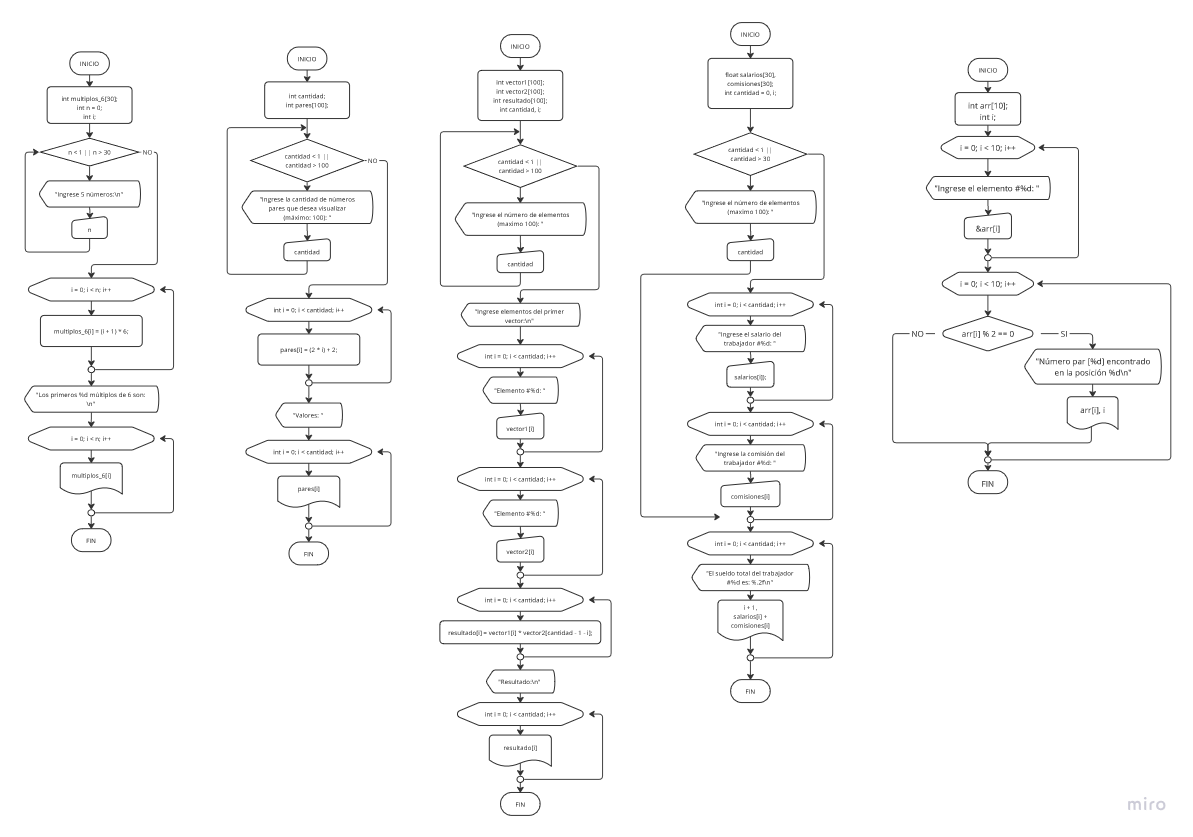 INICIO
int multiplos_6[30];
int n = 0;
int i;
n < 1 || n > 30
NO
"Ingrese 5 números:\n"
n
i = 0; i < n; i++
multiplos_6[i] = (i + 1) * 6;
"Los primeros %d múltiplos de 6 son:
\n"
i = 0; i < n; i++
multiplos_6[i]
FIN
INICIO
int cantidad;
int pares[100];
cantidad < 1 ||
cantidad > 100
NO
"Ingrese la cantidad de números
pares que desea visualizar
(máximo: 100): "
cantidad
int i = 0; i < cantidad; i++
pares[i] = (2 * i) + 2;
"Valores: "
int i = 0; i < cantidad; i++
pares[i]
FIN
INICIO
int vector1[100];
int vector2[100];
int resultado[100];
int cantidad, i;
cantidad < 1 ||
cantidad > 100
"Ingrese el número de elementos
(maximo 100): "
cantidad
"Ingrese elementos del primer
vector:\n"
int i = 0; i < cantidad; i++
"Elemento #%d: "
vector1[i]
int i = 0; i < cantidad; i++
"Elemento #%d: "
vector2[i]
int i = 0; i < cantidad; i++
resultado[i] = vector1[i] * vector2[cantidad - 1 - i];
"Resultado:\n"
int i = 0; i < cantidad; i++
resultado[i]
FIN
INICIO
float salarios[30],
comisiones[30];
int cantidad = 0, i;
cantidad < 1 ||
cantidad > 30
"Ingrese el número de elementos
(maximo 100): "
cantidad
int i = 0; i < cantidad; i++
"Ingrese el salario del
trabajador #%d: "
salarios[i]);
int i = 0; i < cantidad; i++
"Ingrese la comisión del
trabajador #%d: "
comisiones[i]
int i = 0; i < cantidad; i++
"El sueldo total del trabajador
#%d es: %.2f\n"
i + 1,
salarios[i] +
comisiones[i]
FIN
INICIO
int arr[10];
int i;
i = 0; i < 10; i++
"Ingrese el elemento #%d: "
&arr[i]
i = 0; i < 10; i++
NO
arr[i] % 2 == 0
SI
"Número par [%d] encontrado
en la posición %d\n"
arr[i], i
FIN
miro